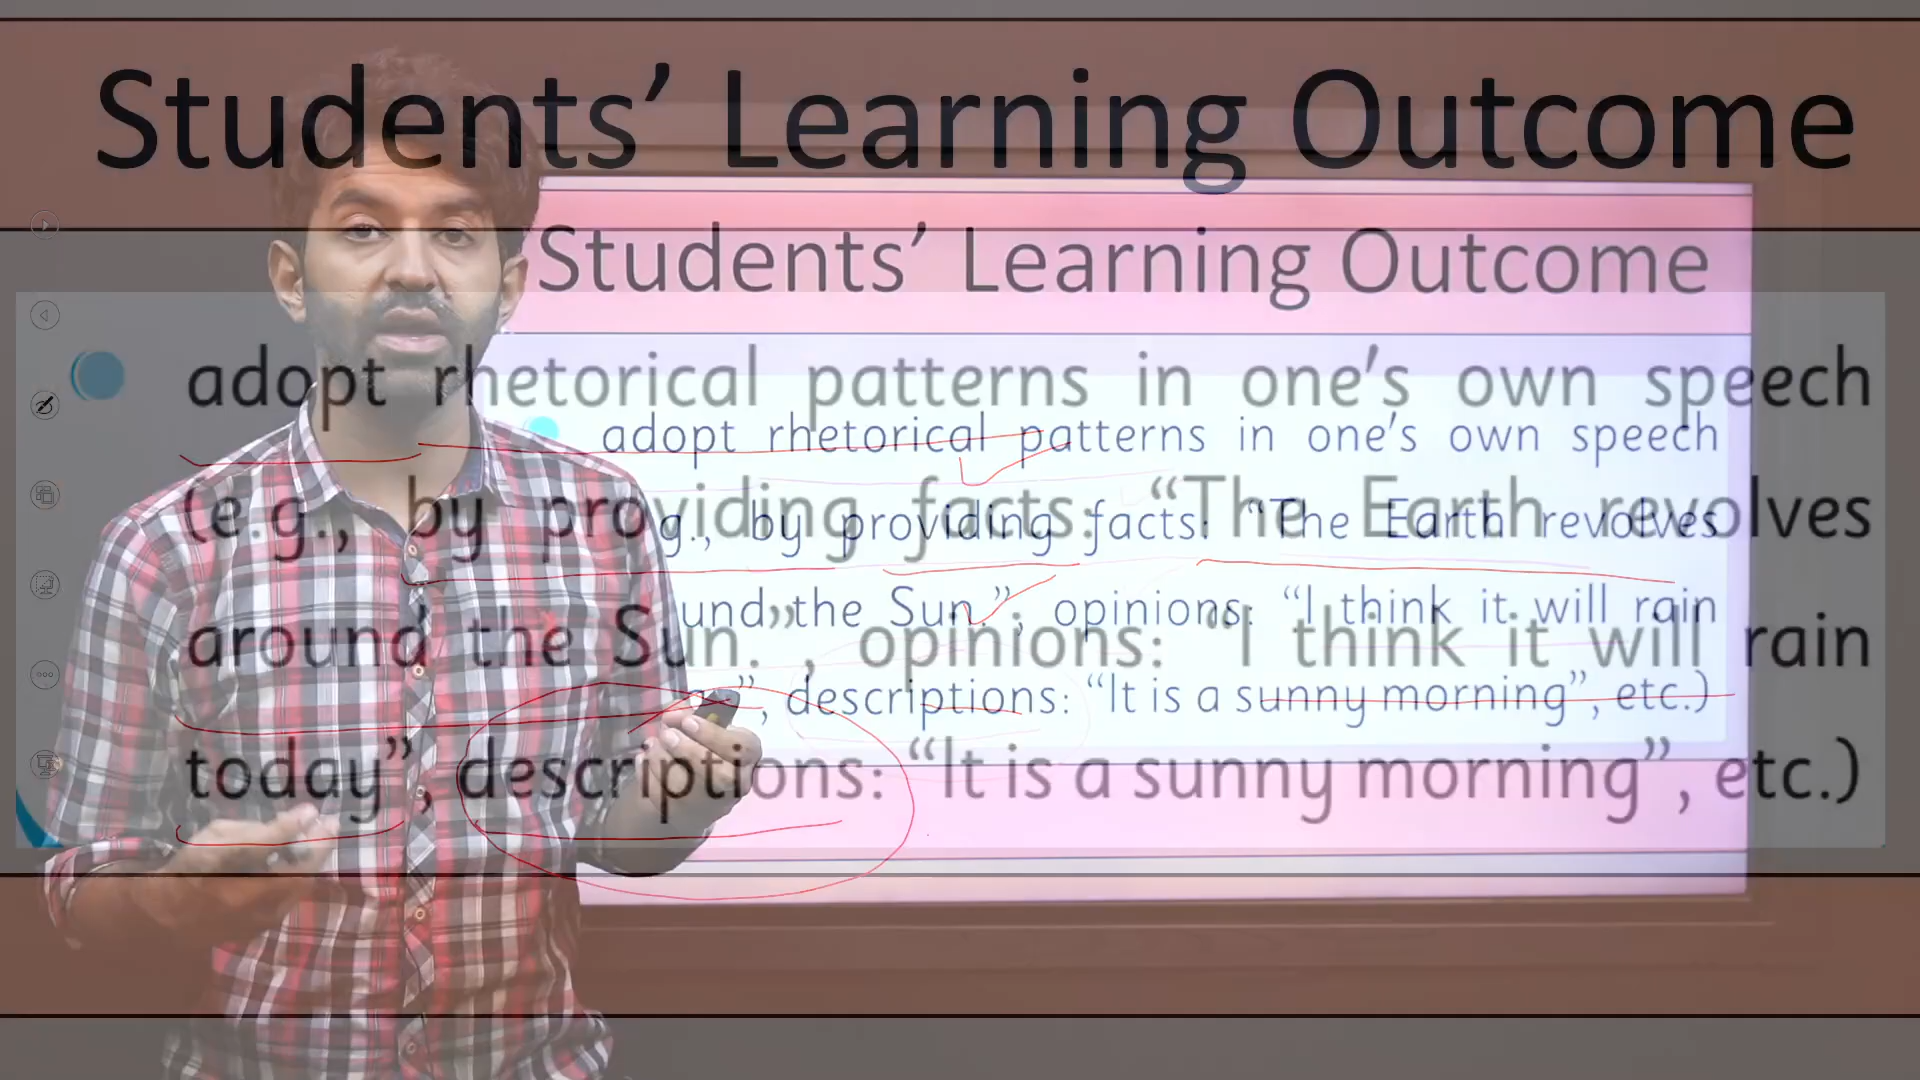 Students’ Learning Outcome
Students’ Learning Outcome
adopt rhetorical patterns in one’s own speech
(e.g., by providing facts: “The Earth revolves
around the Sun.”, opinions: “I think it will rain
today”, descriptions: “It is a sunny morning”, etc.)
adopt rhetorical patterns in one’s own speech
g., by providing facts: “The Earth revolves
und the Sun.”, opinions: “I think it will rain
”, descriptions: “It is a sunny morning”, etc.)